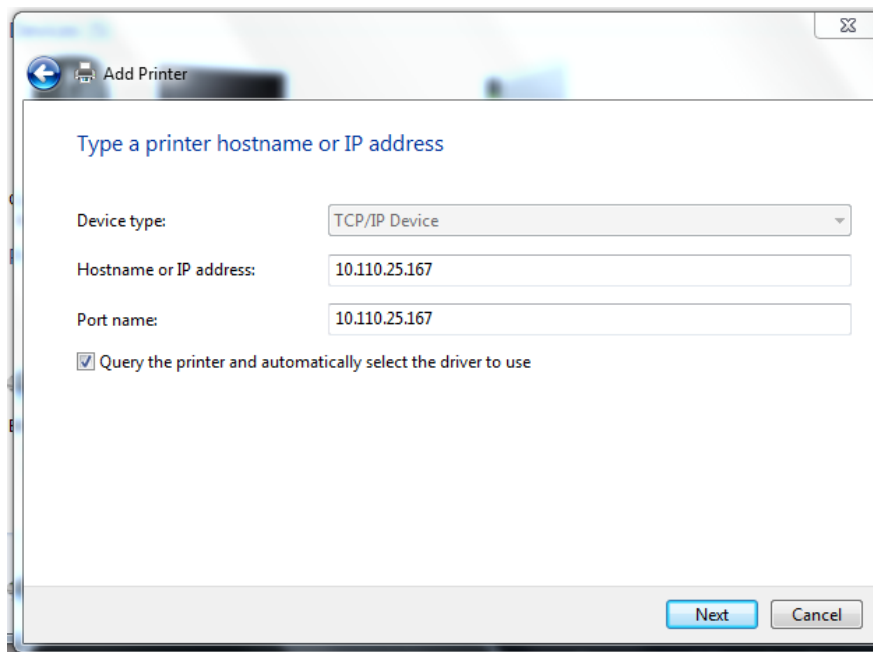 Add Printer
Type a printer hostname or IP address
Device type: TCP/IP Device
Hostname or IP address: 10.110.25.167
Port name: 10.110.25.167
Query the printer and automatically select the driver to use
Next Cancel